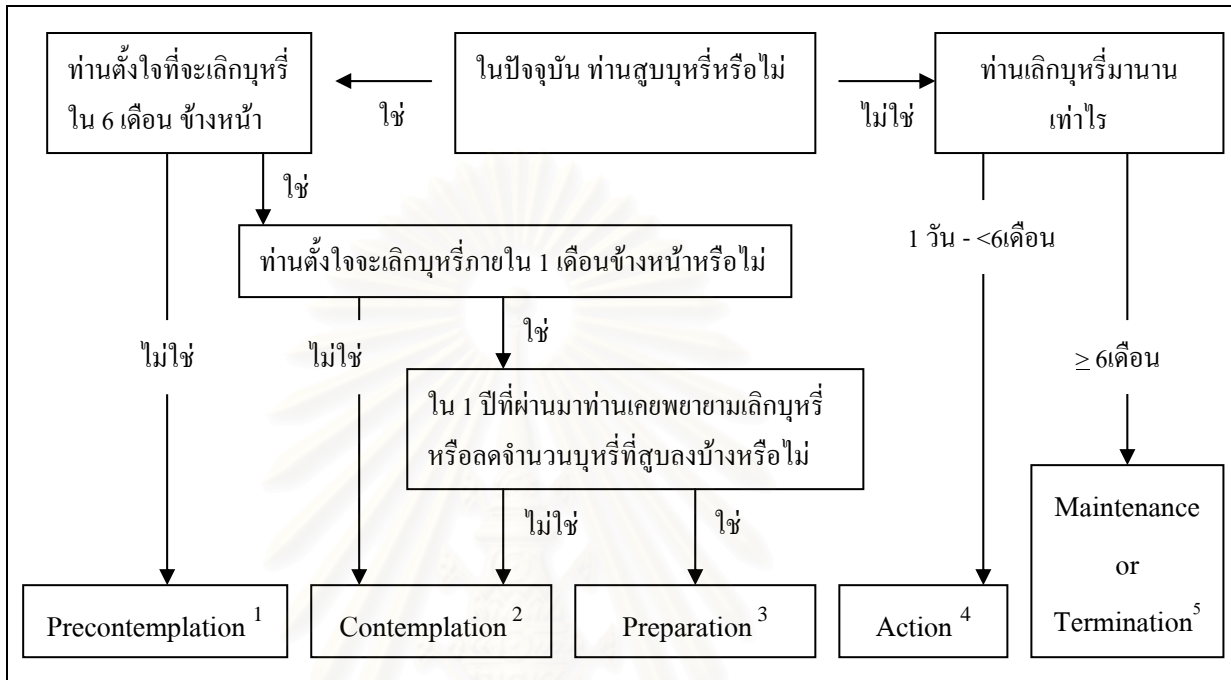 ท่านตั้งใจที่จะเลิกบุหรี่
ใน 6 เดือน ข้างหน้า
ในปัจจุบัน ท่านสูบบุหรี่หรือไม่
ท่านเลิกบุหรี่มานาน
เท่าไร
ใช่
ไม่ใช่
ใช่
1 วัน - <6เดือน
ท่านตั้งใจจะเลิกบุหรี่ภายใน 1 เดือนข้างหน้าหรือไม่
ไม่ใช่
ไม่ใช่
ใช่
≥ 6เดือน
ใน 1 ปีที่ผ่านมาท่านเคยพยายามเลิกบุหรี่
หรือลดจำนวนบุหรี่ที่สูบลงบ้างหรือไม่
ไม่ใช่
ใช่
Precontemplation 1
Contemplation 2
Preparation 3
Action 4
Maintenance
or
Termination5